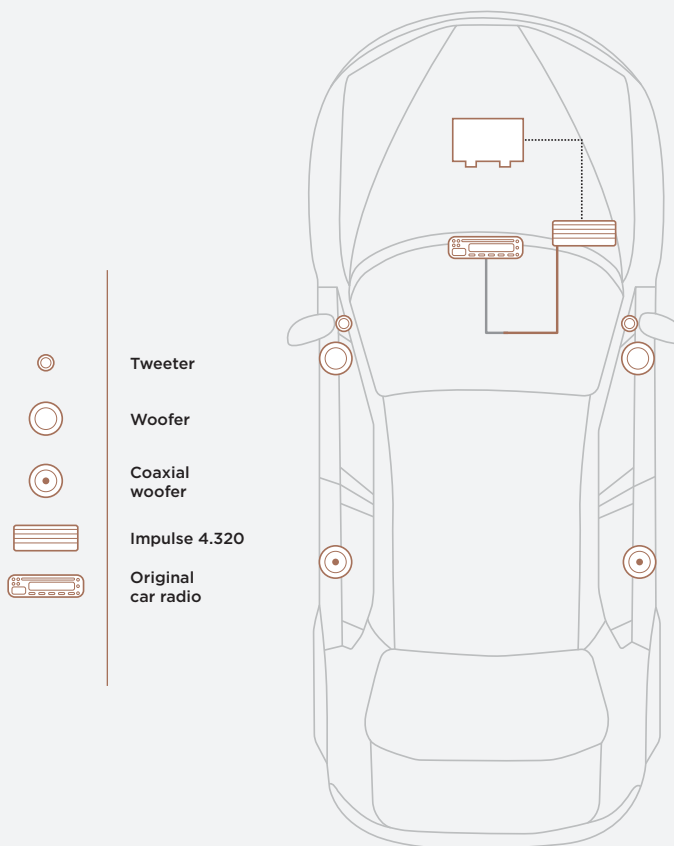 Tweeter
Woofer
Coaxial
woofer
Impulse 4.320
Original
car radio